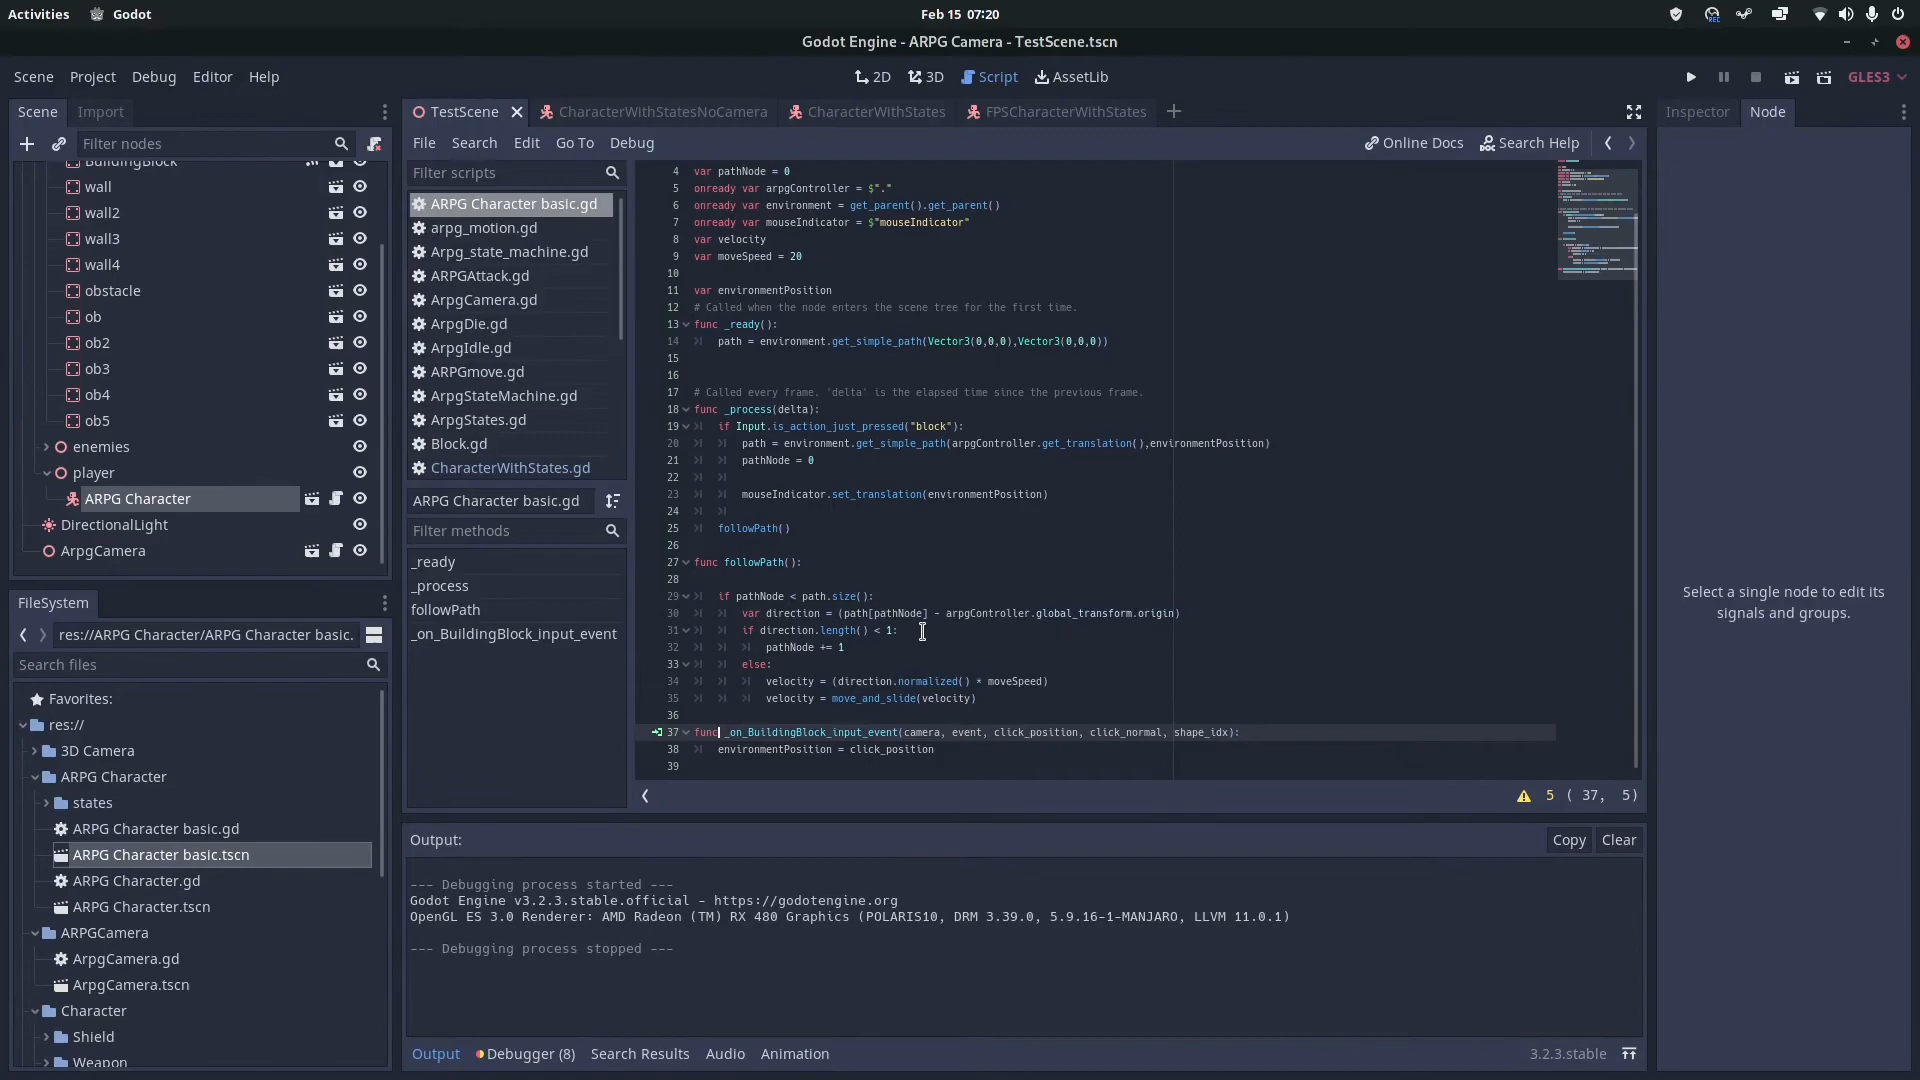 Activities Godot Feb 15 07:20
Godot Engine - ARPG Camera - TestScene.tscn
Scene Project Debug Editor Help 2D 3D Script AssetLib GLES3
Scene Import
Filter nodes
BuildingBlock
wall
wall2
wall3
wall4
obstacle
ob
ob2
ob3
ob4
ob5
enemies
player
ARPG Character
DirectionalLight
ArpgCamera
FileSystem
res://ARPG Character/ARPG Character basic.
Search files
Favorites:
res://
3D Camera
ARPG Character
states
ARPG Character basic.gd
ARPG Character basic.tscn
ARPG Character.gd
ARPG Character.tscn
ARPGCamera
ArpgCamera.gd
ArpgCamera.tscn
Character
Shield
Weapon
TestScene CharacterWithStatesNoCamera CharacterWithStates FPSCharacterWithStates
File Search Edit Go To Debug Online Docs Search Help
Filter scripts
ARPG Character basic.gd
arpg_motion.gd
Arpg_state_machine.gd
ARPGAttack.gd
ArpgCamera.gd
ArpgDie.gd
ArpgIdle.gd
ARPGmove.gd
ArpgStateMachine.gd
ArpgStates.gd
Block.gd
CharacterWithStates.gd
ARPG Character basic.gd
Filter methods
_ready
_process
followPath
_on_BuildingBlock_input_event
4 var pathNode = 0
5 onready var arpgController = $"."
6 onready var environment = get_parent().get_parent()
7 onready var mouseIndicator = $"mouseIndicator"
8 var velocity
9 var moveSpeed = 20
10
11 var environmentPosition
12 # Called when the node enters the scene tree for the first time.
13 func _ready():
14 path = environment.get_simple_path(Vector3(0,0,0),Vector3(0,0,0))
15
16
17 # Called every frame. 'delta' is the elapsed time since the previous frame.
18 func _process(delta):
19 if Input.is_action_just_pressed("block"):
20 path = environment.get_simple_path(arpgController.get_translation(),environmentPosition)
21 pathNode = 0
22
23 mouseIndicator.set_translation(environmentPosition)
24
25 followPath()
26
27 func followPath():
28
29 if pathNode < path.size():
30 var direction = (path[pathNode] - arpgController.global_transform.origin)
31 if direction.length() < 1:
32 pathNode += 1
33 else:
34 velocity = (direction.normalized() * moveSpeed)
35 velocity = move_and_slide(velocity)
36
37 func _on_BuildingBlock_input_event(camera, event, click_position, click_normal, shape_idx):
38 environmentPosition = click_position
39
5 ( 37, 5)
Output: Copy Clear
--- Debugging process started ---
Godot Engine v3.2.3.stable.official - https://godotengine.org
OpenGL ES 3.0 Renderer: AMD Radeon (TM) RX 480 Graphics (POLARIS10, DRM 3.39.0, 5.9.16-1-MANJARO, LLVM 11.0.1)
--- Debugging process stopped ---
Output Debugger (8) Search Results Audio Animation 3.2.3.stable
Inspector Node
Select a single node to edit its
signals and groups.